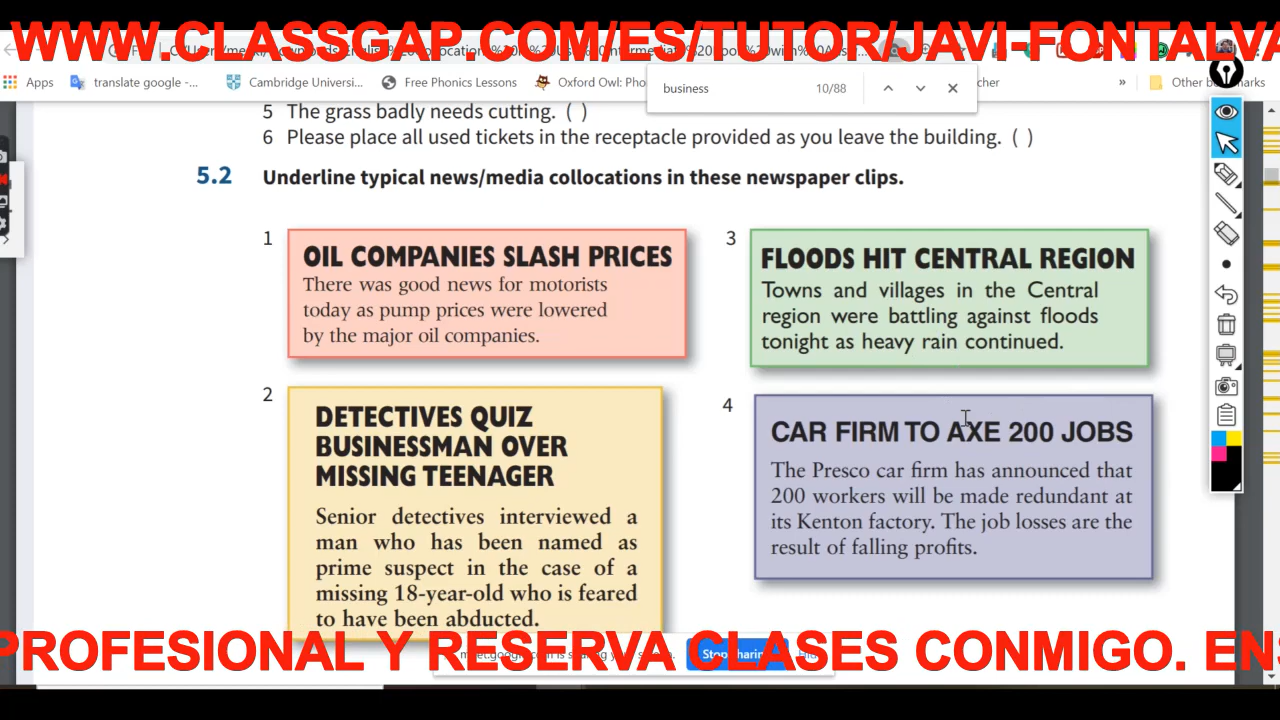 WWW.CLASSGAP.COM/ES/TUTOR/JAVI-FONTALVA
Apps
translate google -...
Cambridge Universi...
Free Phonics Lessons
Oxford Owl:
Other bookmarks
business 10/88
5 The grass badly needs cutting. ( )
6 Please place all used tickets in the receptacle provided as you leave the building. ( )
5.2 Underline typical news/media collocations in these newspaper clips.
1
OIL COMPANIES SLASH PRICES
There was good news for motorists
today as pump prices were lowered
by the major oil companies.
2
DETECTIVES QUIZ
BUSINESSMAN OVER
MISSING TEENAGER
Senior detectives interviewed a
man who has been named as
prime suspect in the case of a
missing 18-year-old who is feared
to have been abducted.
3
FLOODS HIT CENTRAL REGION
Towns and villages in the Central
region were battling against floods
tonight as heavy rain continued.
4
CAR FIRM TO AXE 200 JOBS
The Presco car firm has announced that
200 workers will be made redundant at
its Kenton factory. The job losses are the
result of falling profits.
PROFESIONAL Y RESERVA CLASES CONMIGO. ENS